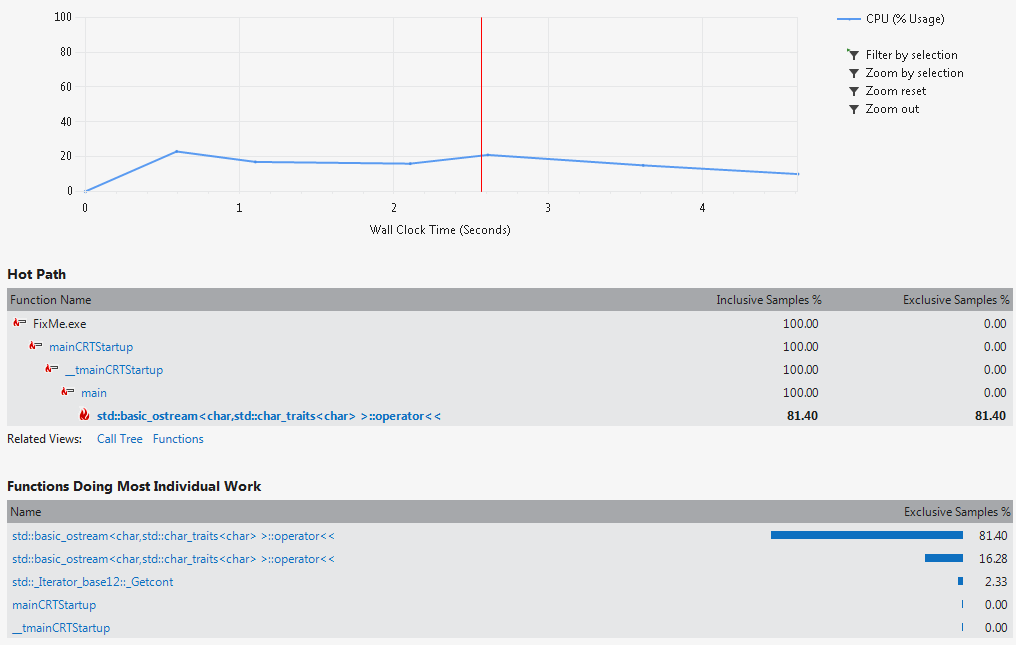 100
80
60
40
20
0
0 1 2 3 4
Wall Clock Time (Seconds)
CPU (% Usage)
Filter by selection
Zoom by selection
Zoom reset
Zoom out
Hot Path
Function Name Inclusive Samples % Exclusive Samples %
FixMe.exe 100.00 0.00
mainCRTStartup 100.00 0.00
__tmainCRTStartup 100.00 0.00
main 100.00 0.00
std::basic_ostream<char,std::char_traits<char> >::operator<< 81.40 81.40
Related Views: Call Tree Functions
Functions Doing Most Individual Work
Name Exclusive Samples %
std::basic_ostream<char,std::char_traits<char> >::operator<< 81.40
std::basic_ostream<char,std::char_traits<char> >::operator<< 16.28
std::_Iterator_base12::_Getcont 2.33
mainCRTStartup 0.00
__tmainCRTStartup 0.00